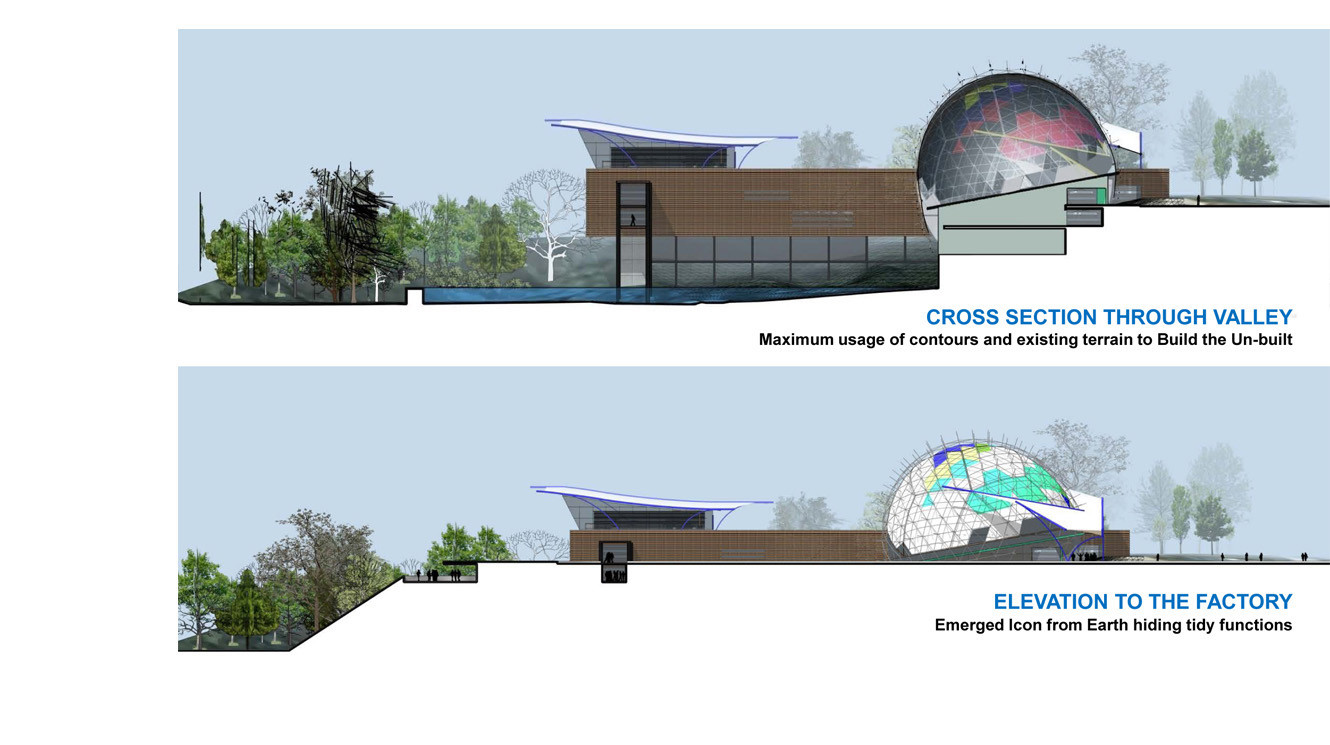 CROSS SECTION THROUGH VALLEY
Maximum usage of contours and existing terrain to Build the Un-built
ELEVATION TO THE FACTORY
Emerged Icon from Earth hiding tidy functions